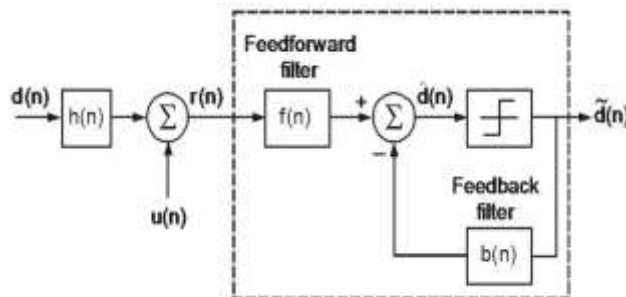 Feedforward
filter
d(n)
h(n)
Σ
r(n)
f(n)
+
Σ
−
d̂(n)
d̃(n)
u(n)
Feedback
filter
b(n)